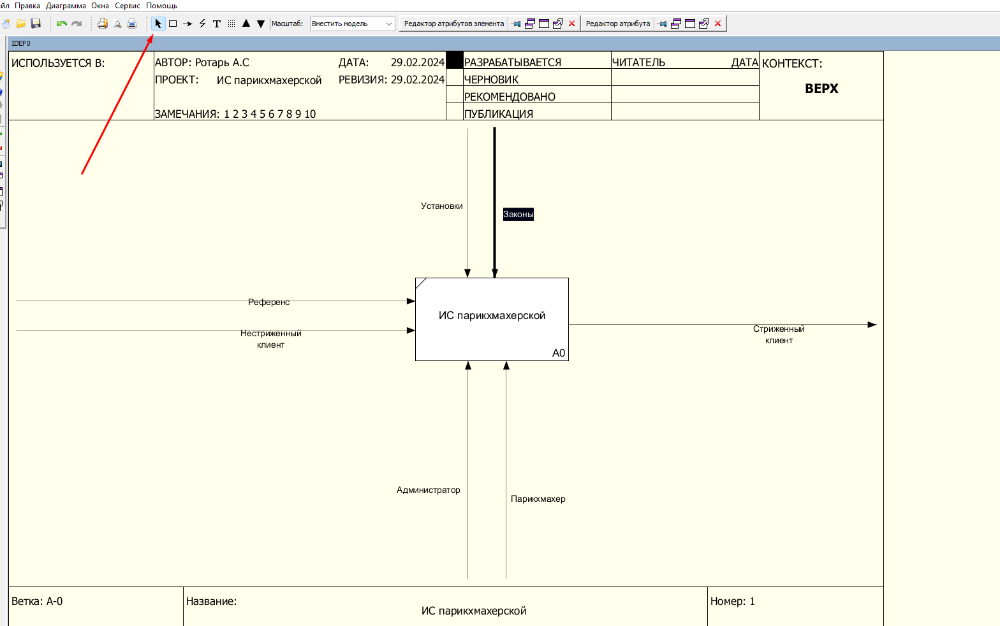 йл Правка Диаграмма Окна Сервис Помощь
Масштаб: Вместить модель Редактор атрибутов элемента Редактор атрибута
IDEF0
ИСПОЛЬЗУЕТСЯ В:
АВТОР: Ротарь А.С ДАТА: 29.02.2024
ПРОЕКТ: ИС парикхмахерской РЕВИЗИЯ: 29.02.2024
ЗАМЕЧАНИЯ: 1 2 3 4 5 6 7 8 9 10
РАЗРАБАТЫВАЕТСЯ
ЧЕРНОВИК
РЕКОМЕНДОВАНО
ПУБЛИКАЦИЯ
ЧИТАТЕЛЬ ДАТА
КОНТЕКСТ:
ВЕРХ
Установки
Законы
Референс
Нестриженный
клиент
ИС парикхмахерской
A0
Стриженный
клиент
Администратор
Парикхмахер
Ветка: A-0
Название:
ИС парикхмахерской
Номер: 1